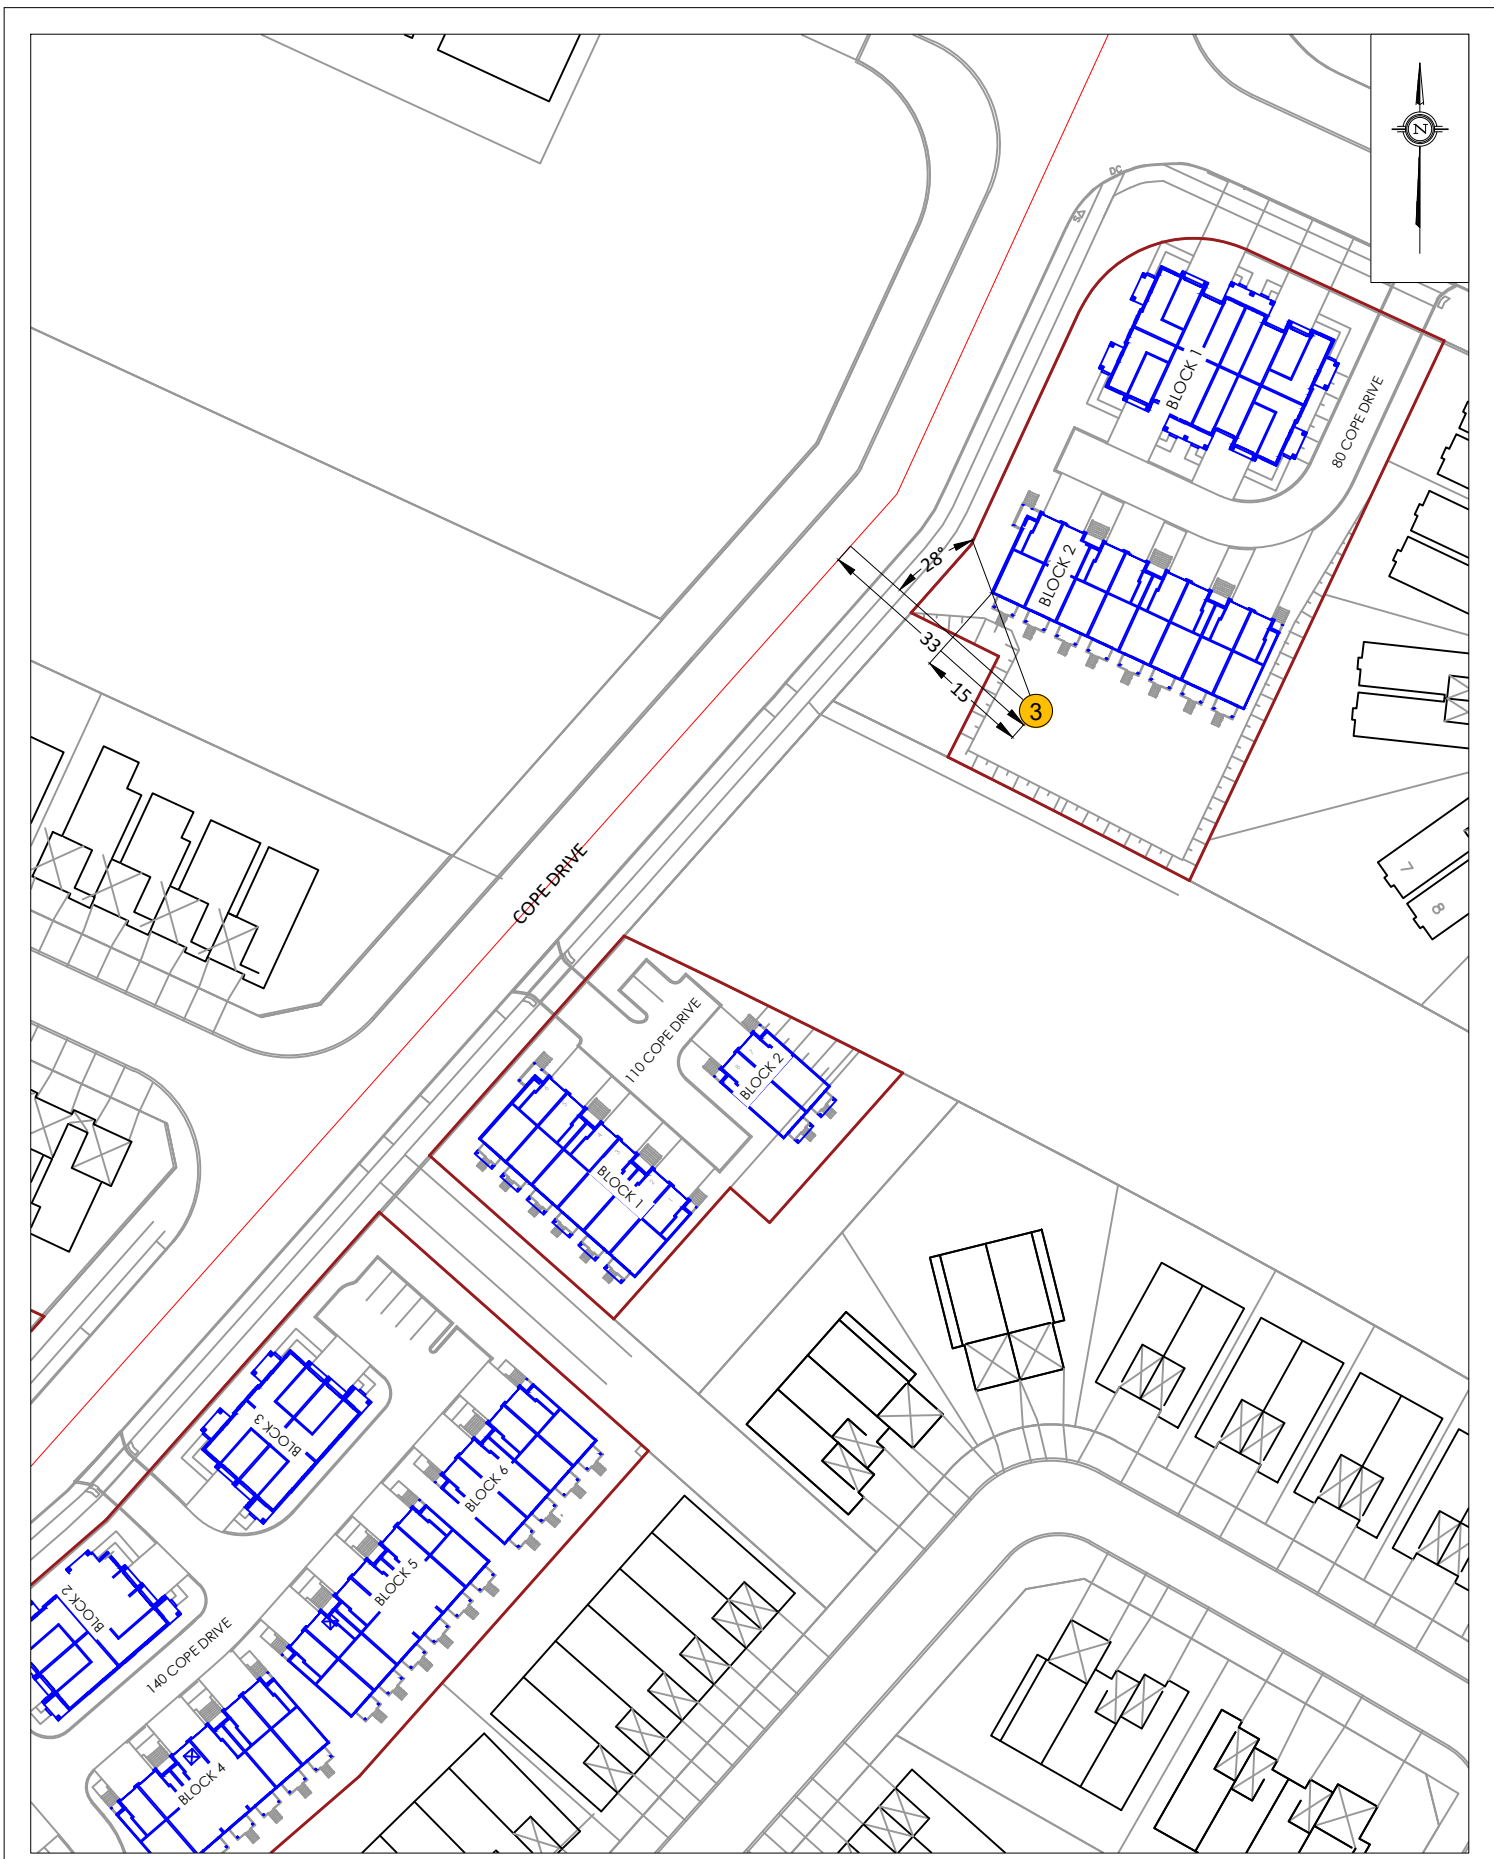 N
DC
BLOCK 1
80 COPE DRIVE
28°
BLOCK 2
33
15
3
7
8
COPE DRIVE
110 COPE DRIVE
BLOCK 2
BLOCK 1
BLOCK 3
BLOCK 6
BLOCK 5
BLOCK 2
140 COPE DRIVE
BLOCK 4